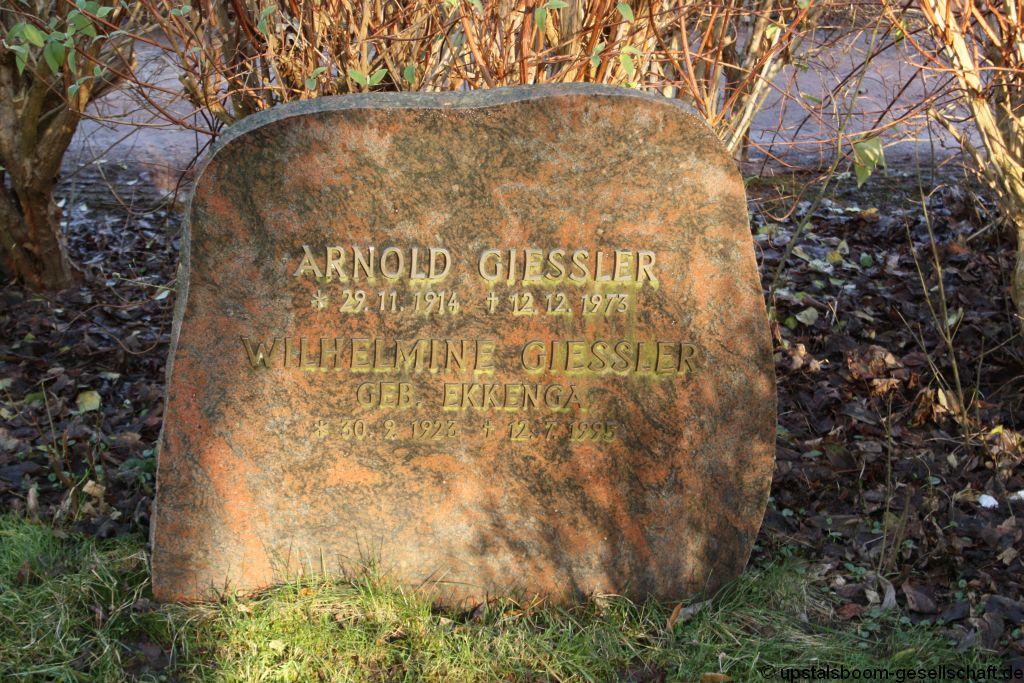 ARNOLD GIESSLER
* 29. 11. 1914 † 12. 12. 1973
WILHELMINE GIESSLER
GEB. EKKENGA
* 30. 9. 1923 † 12. 7. 1995
© upstalsboom-gesellschaft.de